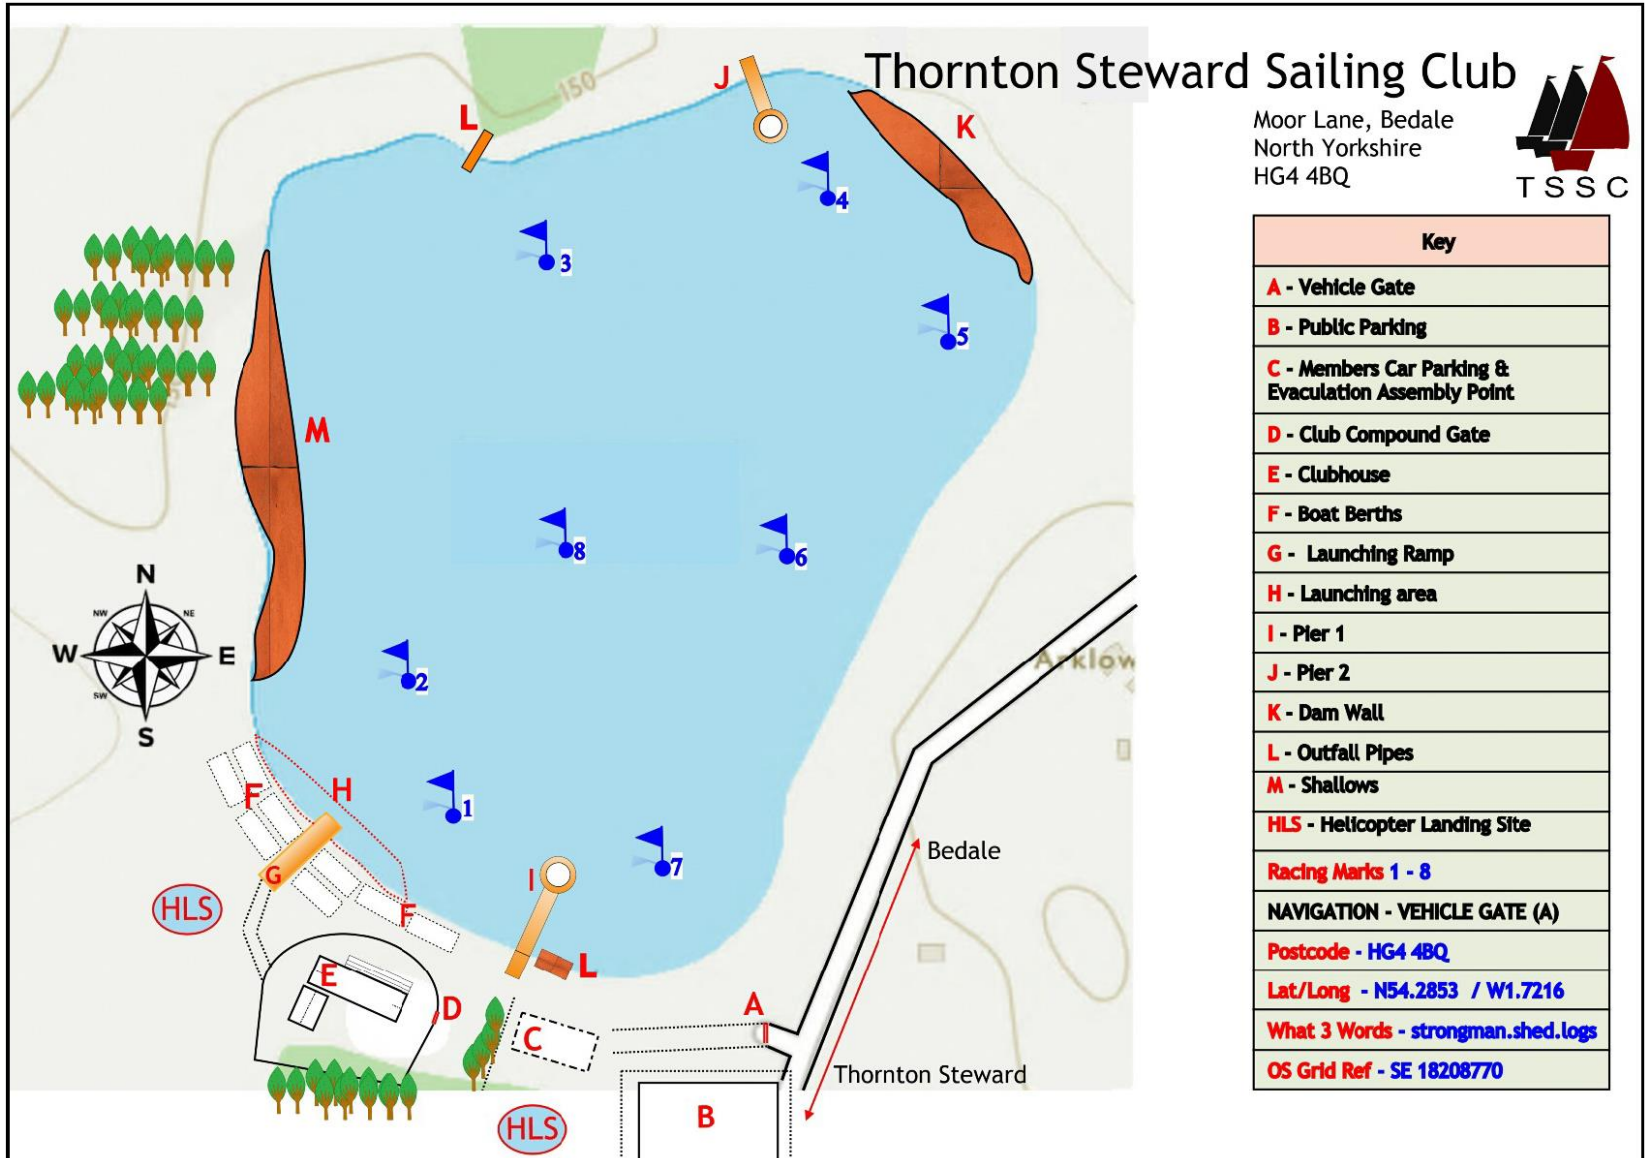 Thornton Steward Sailing Club
Moor Lane, Bedale
North Yorkshire
HG4 4BQ
TSSC
150
J
L
K
4
3
5
M
8
6
N
NW
NE
W
E
SW
S
2
Arklow
H
F
1
7
Bedale
I
G
HLS
F
L
E
D
A
C
Thornton Steward
B
HLS
Key
A - Vehicle Gate
B - Public Parking
C - Members Car Parking &
Evaculation Assembly Point
D - Club Compound Gate
E - Clubhouse
F - Boat Berths
G - Launching Ramp
H - Launching area
I - Pier 1
J - Pier 2
K - Dam Wall
L - Outfall Pipes
M - Shallows
HLS - Helicopter Landing Site
Racing Marks 1 - 8
NAVIGATION - VEHICLE GATE (A)
Postcode - HG4 4BQ
Lat/Long - N54.2853 / W1.7216
What 3 Words - strongman.shed.logs
OS Grid Ref - SE 18208770